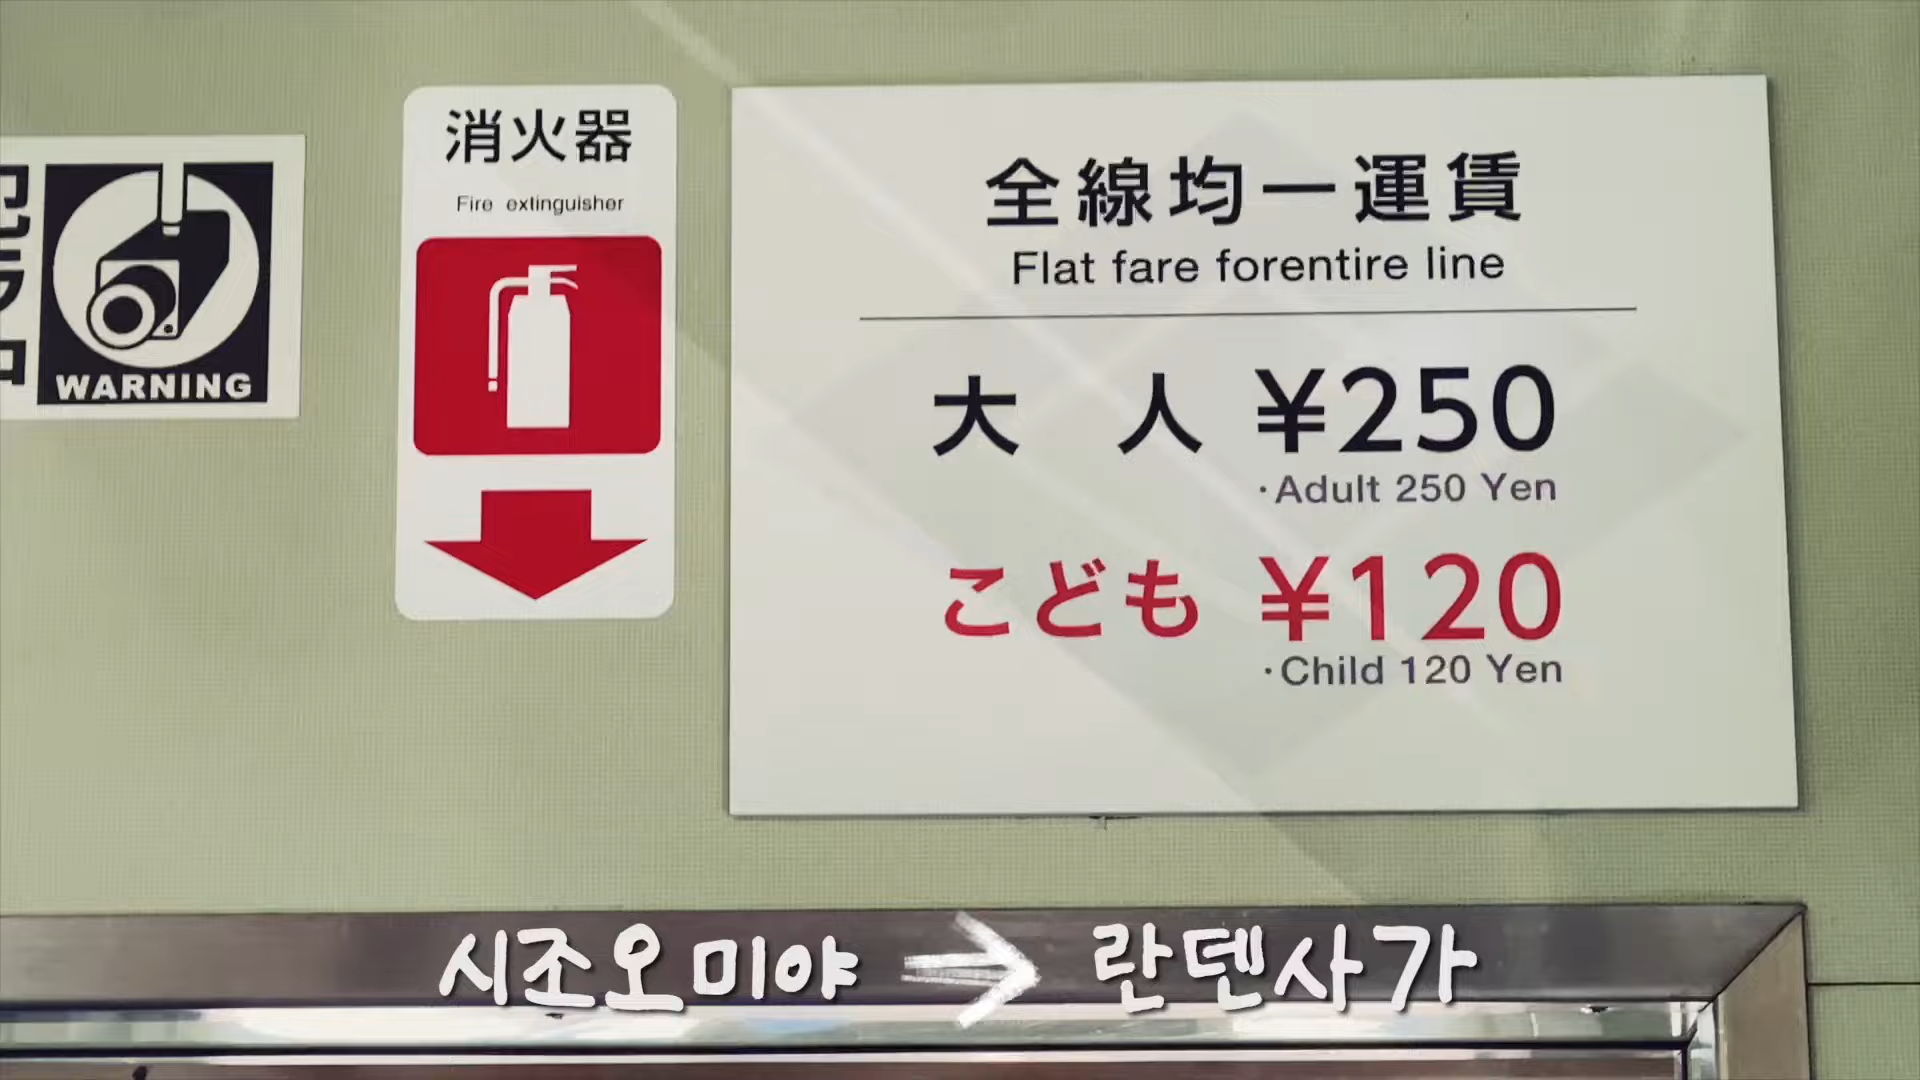 WARNING
消火器
Fire extinguisher
全線均一運賃
Flat fare forentire line
大人 ¥250
・Adult 250 Yen
こども ¥120
・Child 120 Yen
시조오미야 → 란덴사가